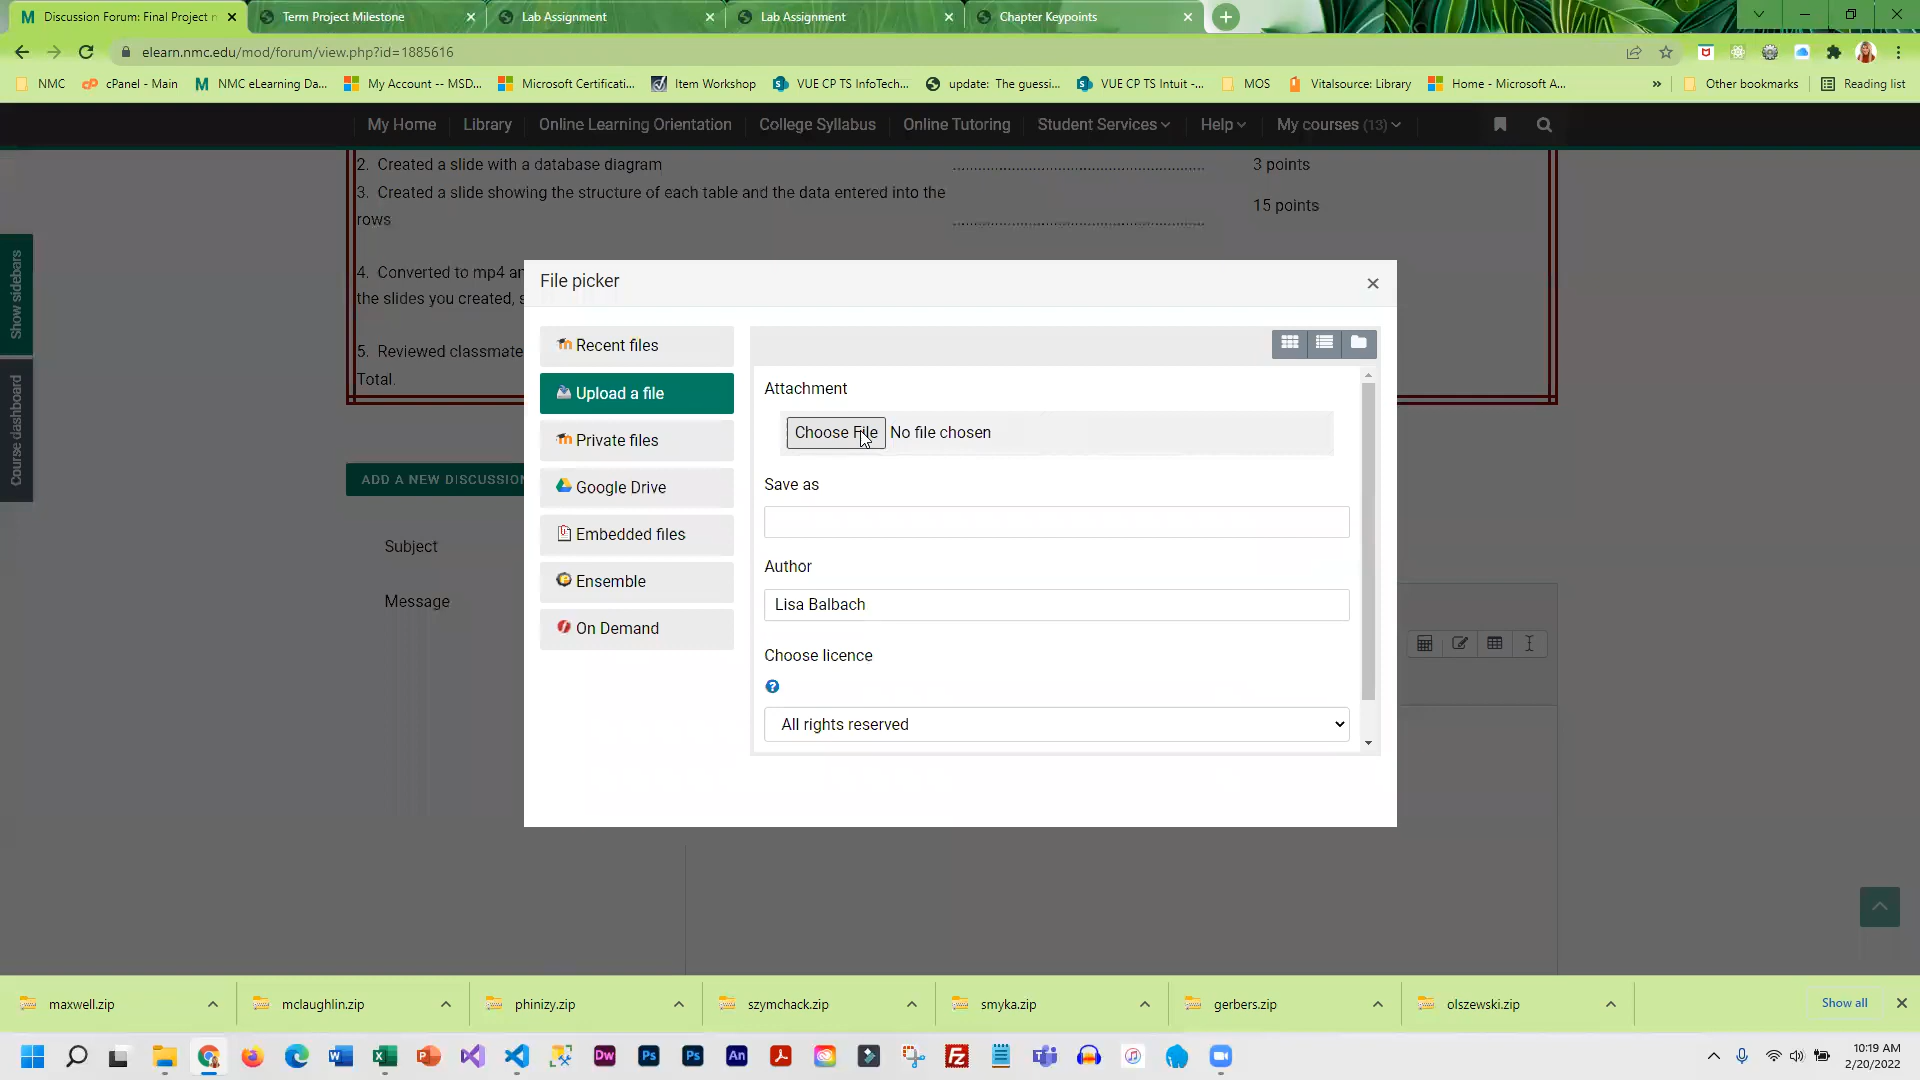 Discussion Forum: Final Project n
Term Project Milestone
Lab Assignment
Lab Assignment
Chapter Keypoints
elearn.nmc.edu/mod/forum/view.php?id=1885616
NMC
cPanel - Main
NMC eLearning Da...
My Account -- MSD...
Microsoft Certificati...
Item Workshop
VUE CP TS InfoTech...
update: The guessi...
VUE CP TS Intuit -...
MOS
Vitalsource: Library
Home - Microsoft A...
»
Other bookmarks
Reading list
My Home
Library
Online Learning Orientation
College Syllabus
Online Tutoring
Student Services
Help
My courses (13)
Show sidebars
Course dashboard
2. Created a slide with a database diagram
3 points
3. Created a slide showing the structure of each table and the data entered into the
rows
15 points
4. Converted to mp4 an
the slides you created, s
5. Reviewed classmate
Total.
ADD A NEW DISCUSSION
Subject
Message
File picker
Recent files
Upload a file
Private files
Google Drive
Embedded files
Ensemble
On Demand
Attachment
Choose File No file chosen
Save as
Author
Lisa Balbach
Choose licence
All rights reserved
maxwell.zip
mclaughlin.zip
phinizy.zip
szymchack.zip
smyka.zip
gerbers.zip
olszewski.zip
Show all
10:19 AM
2/20/2022